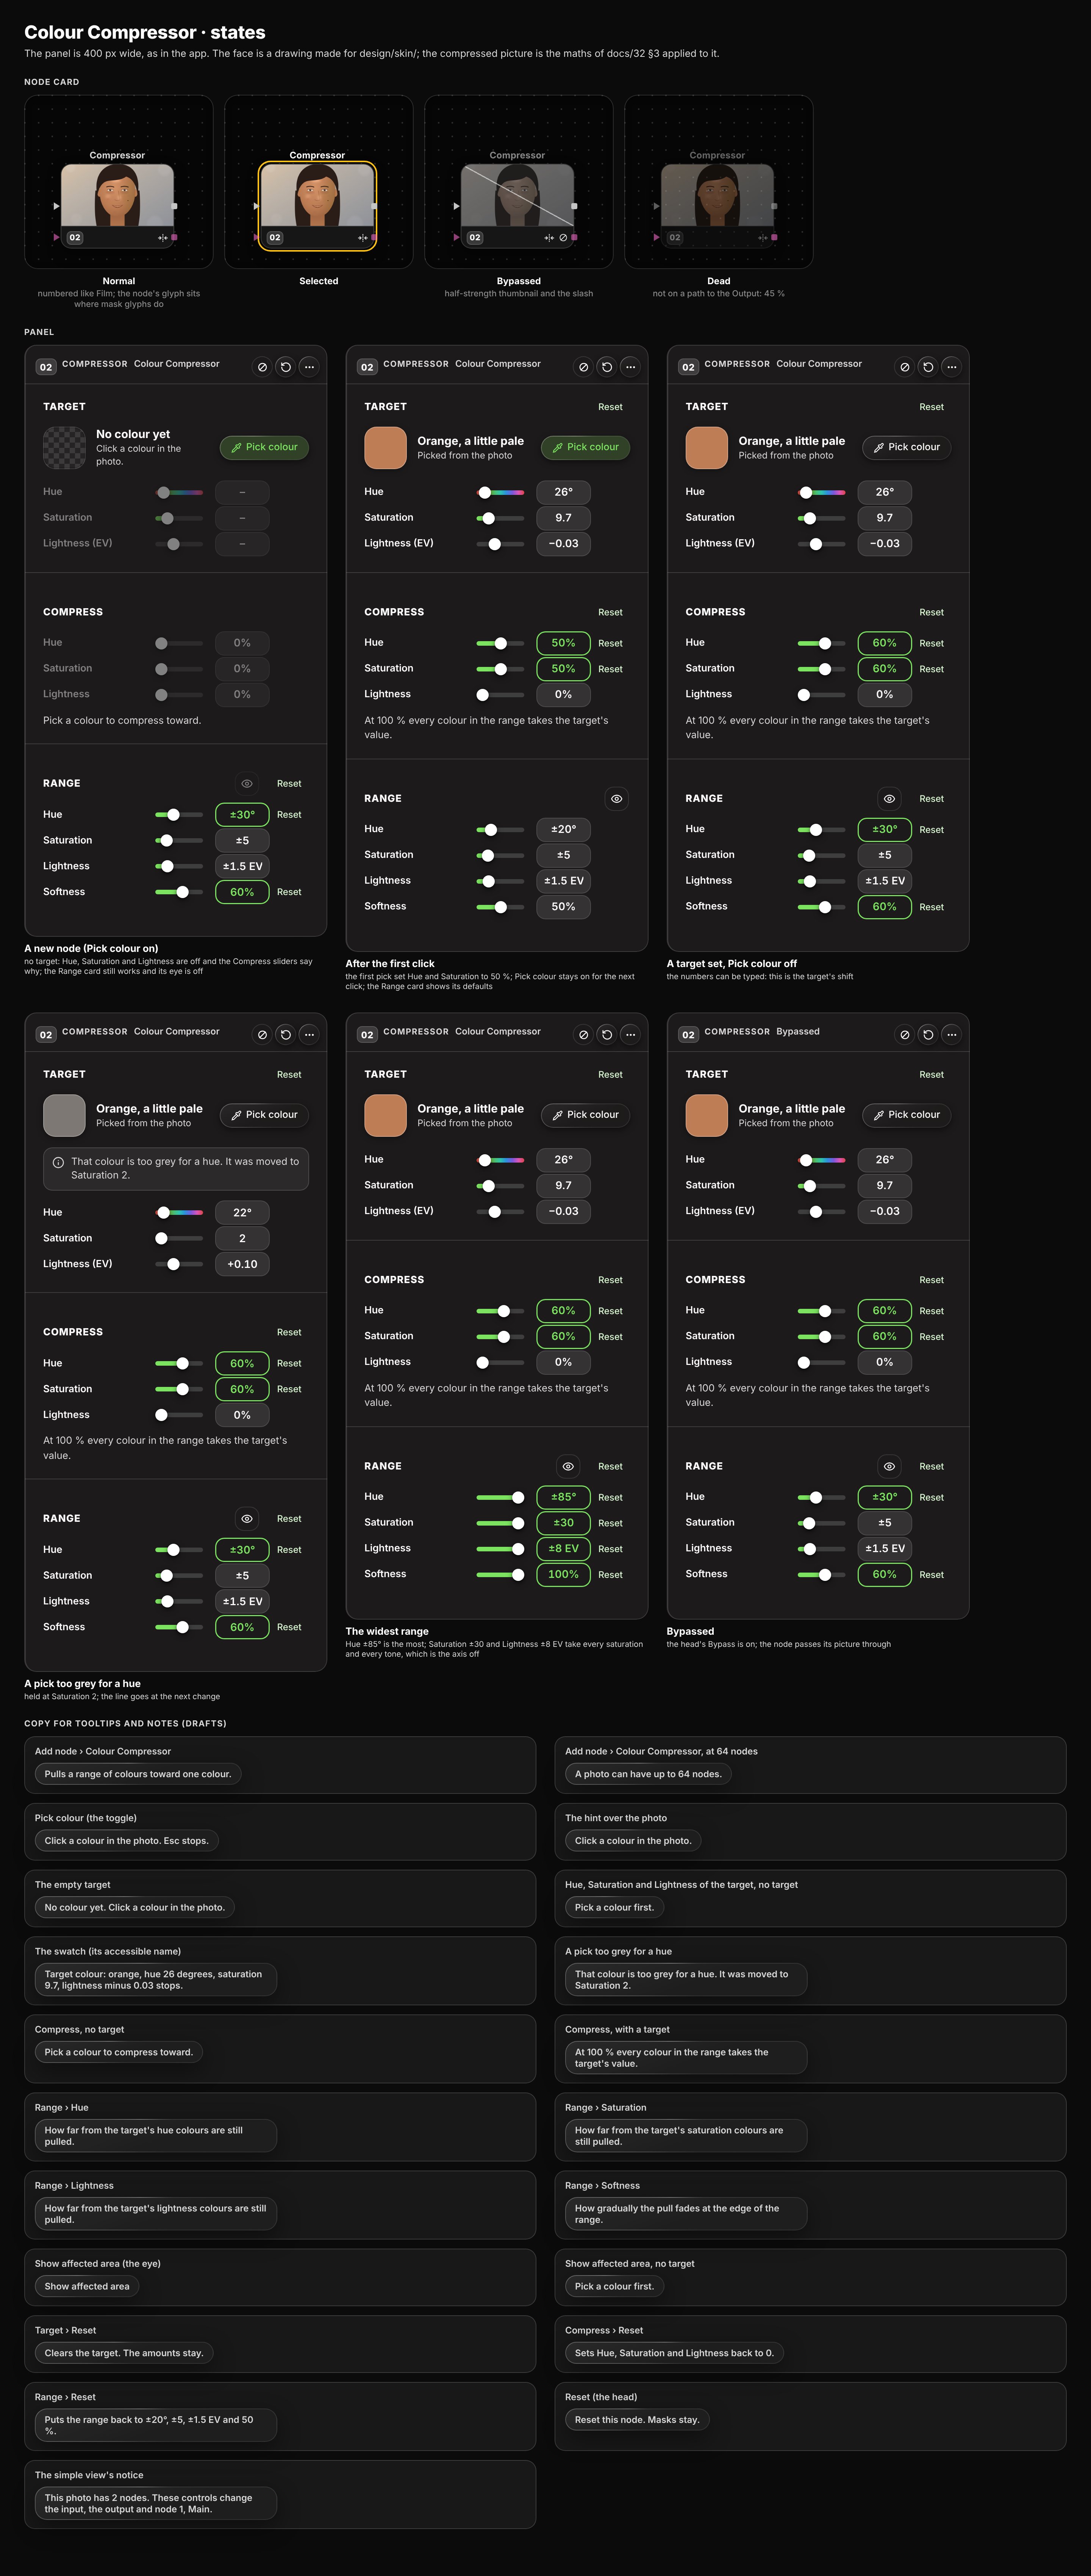 Colour Compressor · states
The panel is 400 px wide, as in the app. The face is a drawing made for design/skin/; the compressed picture is the maths of docs/32 §3 applied to it.
NODE CARD
Compressor
02
Normal
numbered like Film; the node's glyph sits
where mask glyphs do
Compressor
02
Selected
Compressor
02
Bypassed
half-strength thumbnail and the slash
Compressor
02
Dead
not on a path to the Output: 45 %
PANEL
02 COMPRESSOR Colour Compressor
TARGET
No colour yet
Click a colour in the
photo.
Pick colour
Hue –
Saturation –
Lightness (EV) –
COMPRESS
Hue 0%
Saturation 0%
Lightness 0%
Pick a colour to compress toward.
RANGE Reset
Hue ±30° Reset
Saturation ±5
Lightness ±1.5 EV
Softness 60% Reset
A new node (Pick colour on)
no target: Hue, Saturation and Lightness are off and the Compress sliders say
why; the Range card still works and its eye is off
02 COMPRESSOR Colour Compressor
TARGET Reset
Orange, a little pale
Picked from the photo
Pick colour
Hue 26°
Saturation 9.7
Lightness (EV) −0.03
COMPRESS Reset
Hue 50% Reset
Saturation 50% Reset
Lightness 0%
At 100 % every colour in the range takes the target's
value.
RANGE
Hue ±20°
Saturation ±5
Lightness ±1.5 EV
Softness 50%
After the first click
the first pick set Hue and Saturation to 50 %; Pick colour stays on for the next
click; the Range card shows its defaults
02 COMPRESSOR Colour Compressor
TARGET Reset
Orange, a little pale
Picked from the photo
Pick colour
Hue 26°
Saturation 9.7
Lightness (EV) −0.03
COMPRESS Reset
Hue 60% Reset
Saturation 60% Reset
Lightness 0%
At 100 % every colour in the range takes the target's
value.
RANGE Reset
Hue ±30° Reset
Saturation ±5
Lightness ±1.5 EV
Softness 60% Reset
A target set, Pick colour off
the numbers can be typed: this is the target's shift
02 COMPRESSOR Colour Compressor
TARGET Reset
Orange, a little pale
Picked from the photo
Pick colour
That colour is too grey for a hue. It was moved to
Saturation 2.
Hue 22°
Saturation 2
Lightness (EV) +0.10
COMPRESS Reset
Hue 60% Reset
Saturation 60% Reset
Lightness 0%
At 100 % every colour in the range takes the target's
value.
RANGE Reset
Hue ±30° Reset
Saturation ±5
Lightness ±1.5 EV
Softness 60% Reset
A pick too grey for a hue
held at Saturation 2; the line goes at the next change
02 COMPRESSOR Colour Compressor
TARGET Reset
Orange, a little pale
Picked from the photo
Pick colour
Hue 26°
Saturation 9.7
Lightness (EV) −0.03
COMPRESS Reset
Hue 60% Reset
Saturation 60% Reset
Lightness 0%
At 100 % every colour in the range takes the target's
value.
RANGE Reset
Hue ±85° Reset
Saturation ±30 Reset
Lightness ±8 EV Reset
Softness 100% Reset
The widest range
Hue ±85° is the most; Saturation ±30 and Lightness ±8 EV take every saturation
and every tone, which is the axis off
02 COMPRESSOR Bypassed
TARGET Reset
Orange, a little pale
Picked from the photo
Pick colour
Hue 26°
Saturation 9.7
Lightness (EV) −0.03
COMPRESS Reset
Hue 60% Reset
Saturation 60% Reset
Lightness 0%
At 100 % every colour in the range takes the target's
value.
RANGE Reset
Hue ±30° Reset
Saturation ±5
Lightness ±1.5 EV
Softness 60% Reset
Bypassed
the head's Bypass is on; the node passes its picture through
COPY FOR TOOLTIPS AND NOTES (DRAFTS)
Add node › Colour Compressor
Pulls a range of colours toward one colour.
Add node › Colour Compressor, at 64 nodes
A photo can have up to 64 nodes.
Pick colour (the toggle)
Click a colour in the photo. Esc stops.
The hint over the photo
Click a colour in the photo.
The empty target
No colour yet. Click a colour in the photo.
Hue, Saturation and Lightness of the target, no target
Pick a colour first.
The swatch (its accessible name)
Target colour: orange, hue 26 degrees, saturation
9.7, lightness minus 0.03 stops.
A pick too grey for a hue
That colour is too grey for a hue. It was moved to
Saturation 2.
Compress, no target
Pick a colour to compress toward.
Compress, with a target
At 100 % every colour in the range takes the
target's value.
Range › Hue
How far from the target's hue colours are still
pulled.
Range › Saturation
How far from the target's saturation colours are
still pulled.
Range › Lightness
How far from the target's lightness colours are still
pulled.
Range › Softness
How gradually the pull fades at the edge of the
range.
Show affected area (the eye)
Show affected area
Show affected area, no target
Pick a colour first.
Target › Reset
Clears the target. The amounts stay.
Compress › Reset
Sets Hue, Saturation and Lightness back to 0.
Range › Reset
Puts the range back to ±20°, ±5, ±1.5 EV and 50
%.
Reset (the head)
Reset this node. Masks stay.
The simple view's notice
This photo has 2 nodes. These controls change
the input, the output and node 1, Main.